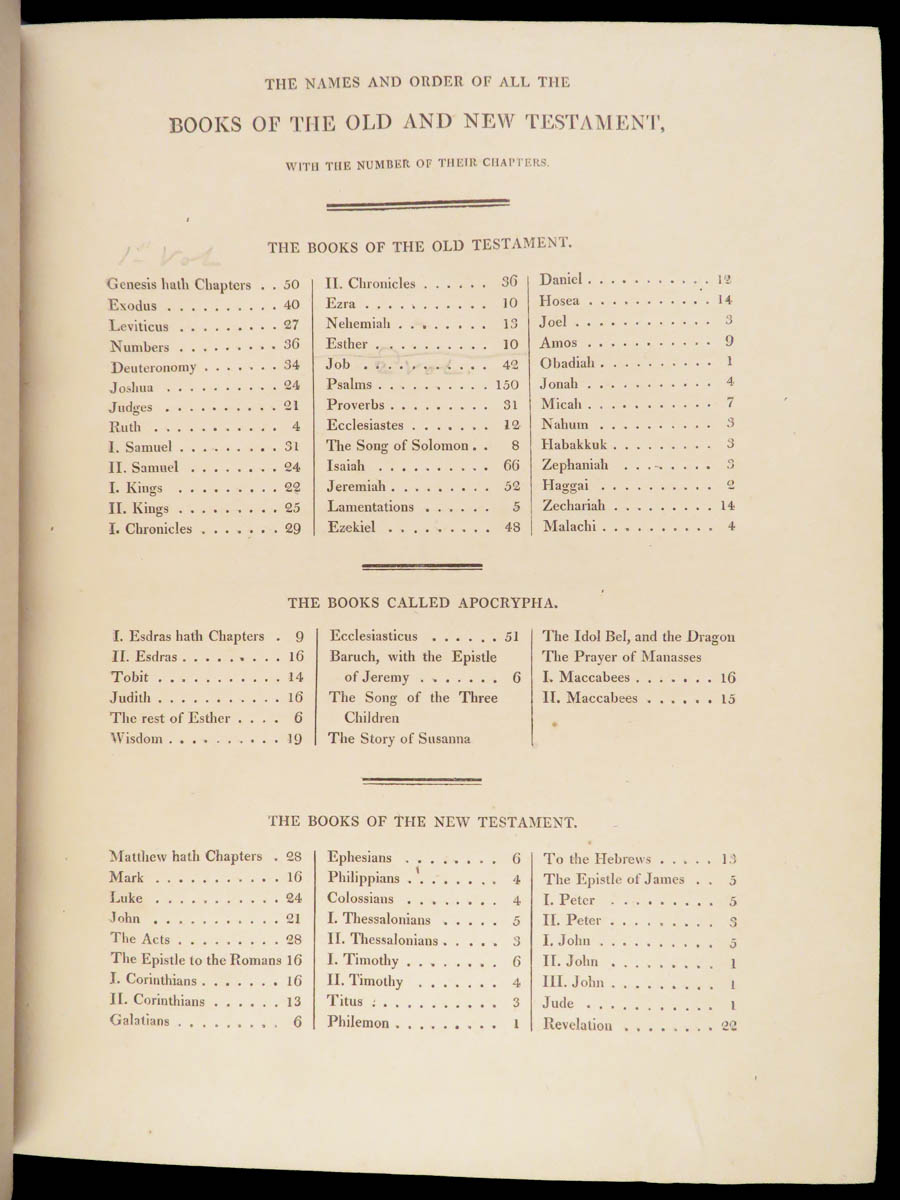 THE NAMES AND ORDER OF ALL THE
BOOKS OF THE OLD AND NEW TESTAMENT,
WITH THE NUMBER OF THEIR CHAPTERS.
1st Vol
THE BOOKS OF THE OLD TESTAMENT.
Genesis hath Chapters . . 50
Exodus . . . . . . . . . . 40
Leviticus . . . . . . . . . 27
Numbers . . . . . . . . . 36
Deuteronomy . . . . . . . 34
Joshua . . . . . . . . . . 24
Judges . . . . . . . . . . 21
Ruth . . . . . . . . . . . 4
I. Samuel . . . . . . . . . 31
II. Samuel . . . . . . . . 24
I. Kings . . . . . . . . . 22
II. Kings . . . . . . . . . 25
I. Chronicles . . . . . . . 29
II. Chronicles . . . . . . 36
Ezra . . . . . . . . . . . 10
Nehemiah . . . . . . . . 13
Esther . . . . . . . . . . 10
Job . . . . . . . . . . . 42
Psalms . . . . . . . . . . 150
Proverbs . . . . . . . . . 31
Ecclesiastes . . . . . . . 12
The Song of Solomon . . 8
Isaiah . . . . . . . . . . 66
Jeremiah . . . . . . . . . 52
Lamentations . . . . . . 5
Ezekiel . . . . . . . . . 48
Daniel . . . . . . . . . . . 12
Hosea . . . . . . . . . . . 14
Joel . . . . . . . . . . . . 3
Amos . . . . . . . . . . . 9
Obadiah . . . . . . . . . . 1
Jonah . . . . . . . . . . . 4
Micah . . . . . . . . . . . 7
Nahum . . . . . . . . . . 3
Habakkuk . . . . . . . . . 3
Zephaniah . . . . . . . . 3
Haggai . . . . . . . . . . 2
Zechariah . . . . . . . . . 14
Malachi . . . . . . . . . . 4
THE BOOKS CALLED APOCRYPHA.
I. Esdras hath Chapters . 9
II. Esdras . . . . . . . . . 16
Tobit . . . . . . . . . . . 14
Judith . . . . . . . . . . . 16
The rest of Esther . . . . 6
Wisdom . . . . . . . . . . 19
Ecclesiasticus . . . . . . 51
Baruch, with the Epistle
of Jeremy . . . . . . . 6
The Song of the Three
Children
The Story of Susanna
The Idol Bel, and the Dragon
The Prayer of Manasses
I. Maccabees . . . . . . . 16
II. Maccabees . . . . . . 15
THE BOOKS OF THE NEW TESTAMENT.
Matthew hath Chapters . 28
Mark . . . . . . . . . . . 16
Luke . . . . . . . . . . . 24
John . . . . . . . . . . . 21
The Acts . . . . . . . . . 28
The Epistle to the Romans 16
I. Corinthians . . . . . . . 16
II. Corinthians . . . . . . 13
Galatians . . . . . . . . . 6
Ephesians . . . . . . . . 6
Philippians . . . . . . . . 4
Colossians . . . . . . . . 4
I. Thessalonians . . . . . 5
II. Thessalonians . . . . . 3
I. Timothy . . . . . . . . 6
II. Timothy . . . . . . . 4
Titus . . . . . . . . . . . 3
Philemon . . . . . . . . . 1
To the Hebrews . . . . . 13
The Epistle of James . . 5
I. Peter . . . . . . . . . 5
II. Peter . . . . . . . . . 3
I. John . . . . . . . . . . 5
II. John . . . . . . . . . 1
III. John . . . . . . . . . 1
Jude . . . . . . . . . . . 1
Revelation . . . . . . . . 22